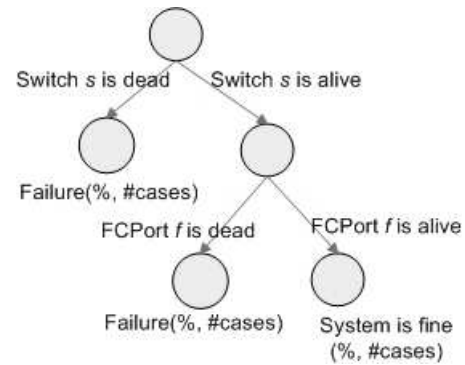 Switch s is dead
Switch s is alive
Failure(%, #cases)
FCPort f is dead
FCPort f is alive
Failure(%, #cases)
System is fine
(%, #cases)